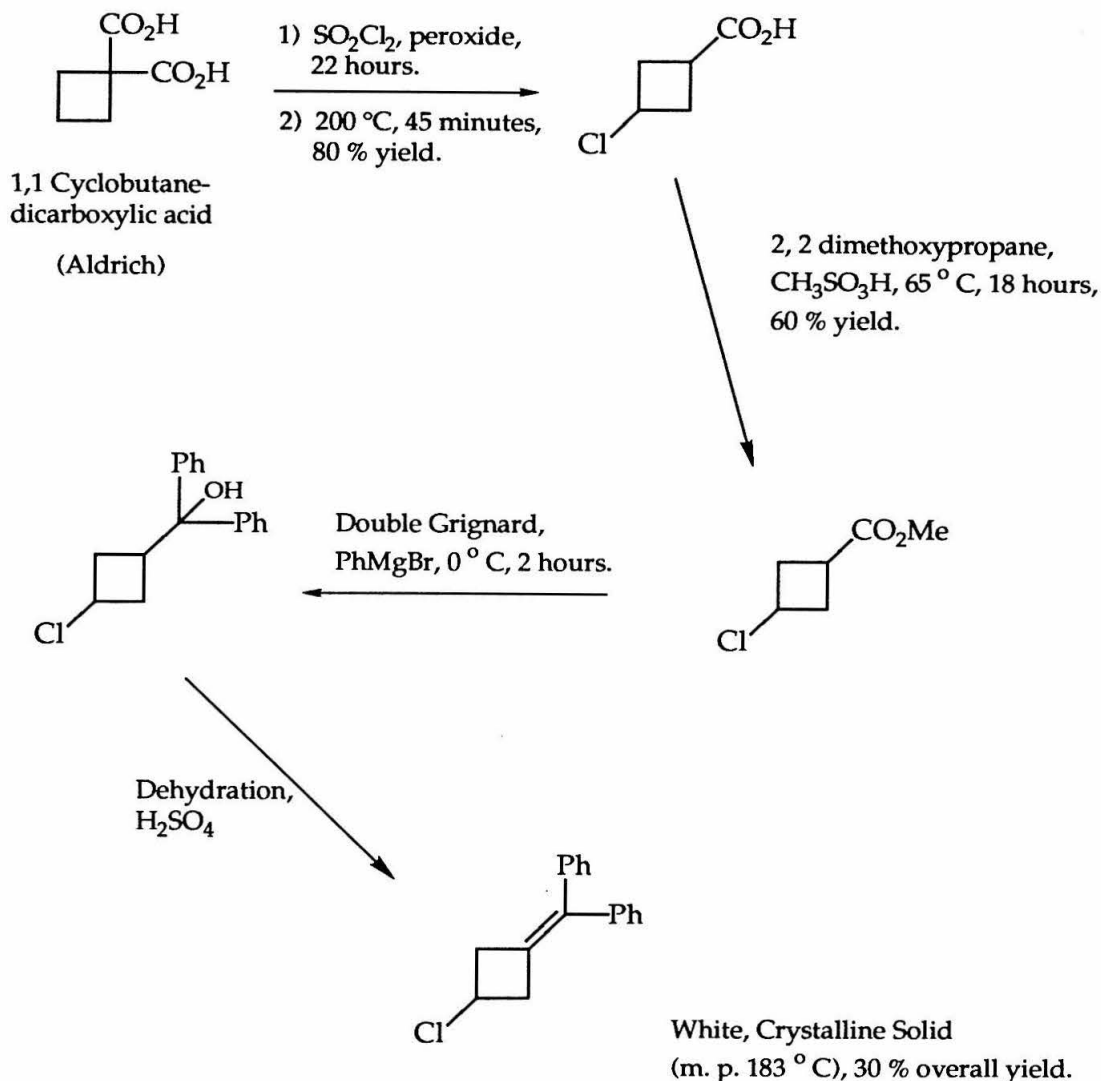 CO₂H
CO₂H
1,1 Cyclobutane-
dicarboxylic acid
(Aldrich)
1) SO₂Cl₂, peroxide,
22 hours.
2) 200 °C, 45 minutes,
80 % yield.
CO₂H
Cl
2, 2 dimethoxypropane,
CH₃SO₃H, 65 ° C, 18 hours,
60 % yield.
CO₂Me
Cl
Double Grignard,
PhMgBr, 0 ° C, 2 hours.
Ph
OH
Ph
Cl
Dehydration,
H₂SO₄
Ph
Ph
Cl
White, Crystalline Solid
(m. p. 183 ° C), 30 % overall yield.